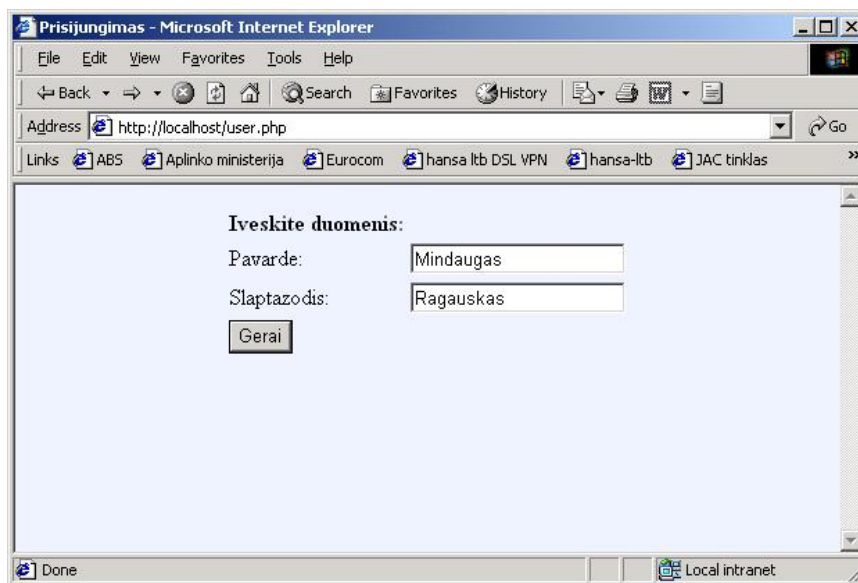 Prisijungimas - Microsoft Internet Explorer
File Edit View Favorites Tools Help
Back Search Favorites History
Address http://localhost/user.php Go
Links ABS Aplinko ministerija Eurocom hansa ltb DSL VPN hansa-ltb JAC tinklas »
Iveskite duomenis:
Pavarde: Mindaugas
Slaptazodis: Ragauskas
Gerai
Done Local intranet